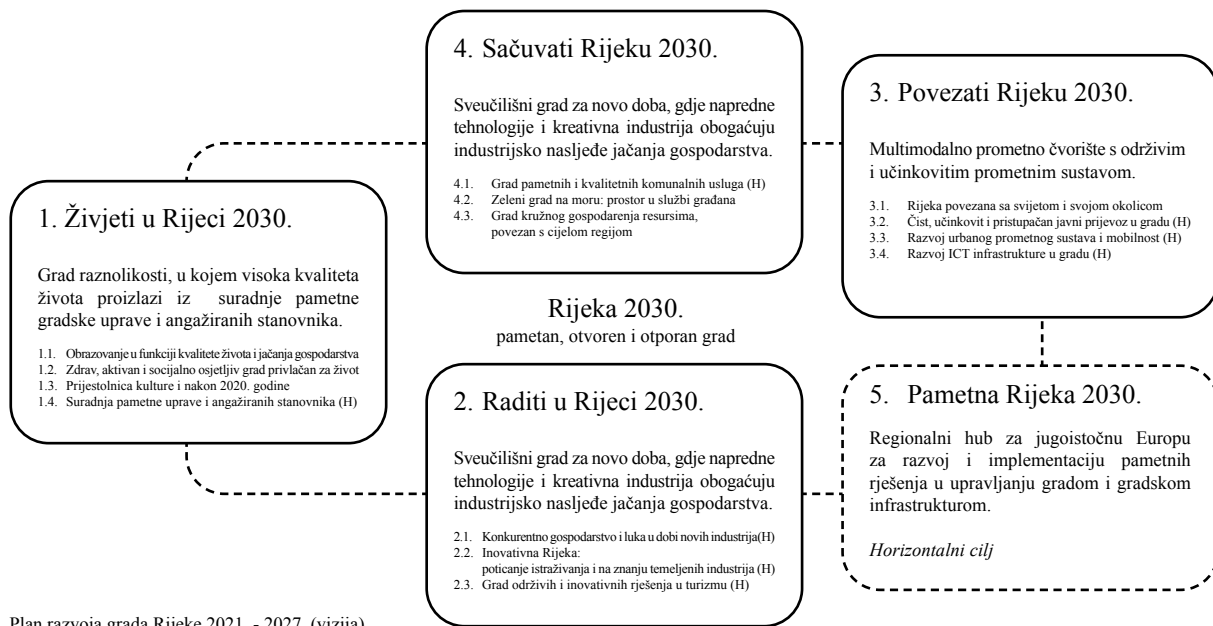 4. Sačuvati Rijeku 2030.
Sveučilišni grad za novo doba, gdje napredne
tehnologije i kreativna industrija obogaćuju
industrijsko nasljeđe jačanja gospodarstva.
4.1. Grad pametnih i kvalitetnih komunalnih usluga (H)
4.2. Zeleni grad na moru: prostor u službi građana
4.3. Grad kružnog gospodarenja resursima,
povezan s cijelom regijom
3. Povezati Rijeku 2030.
Multimodalno prometno čvorište s održivim
i učinkovitim prometnim sustavom.
3.1. Rijeka povezana sa svijetom i svojom okolicom
3.2. Čist, učinkovit i pristupačan javni prijevoz u gradu (H)
3.3. Razvoj urbanog prometnog sustava i mobilnost (H)
3.4. Razvoj ICT infrastrukture u gradu (H)
1. Živjeti u Rijeci 2030.
Grad raznolikosti, u kojem visoka kvaliteta
života proizlazi iz suradnje pametne
gradske uprave i angažiranih stanovnika.
1.1. Obrazovanje u funkciji kvalitete života i jačanja gospodarstva
1.2. Zdrav, aktivan i socijalno osjetljiv grad privlačan za život
1.3. Prijestolnica kulture i nakon 2020. godine
1.4. Suradnja pametne uprave i angažiranih stanovnika (H)
Rijeka 2030.
pametan, otvoren i otporan grad
2. Raditi u Rijeci 2030.
Sveučilišni grad za novo doba, gdje napredne
tehnologije i kreativna industrija obogaćuju
industrijsko nasljeđe jačanja gospodarstva.
2.1. Konkurentno gospodarstvo i luka u dobi novih industrija(H)
2.2. Inovativna Rijeka:
poticanje istraživanja i na znanju temeljenih industrija (H)
2.3. Grad održivih i inovativnih rješenja u turizmu (H)
5. Pametna Rijeka 2030.
Regionalni hub za jugoistočnu Europu
za razvoj i implementaciju pametnih
rješenja u upravljanju gradom i gradskom
infrastrukturom.
Horizontalni cilj
Plan razvoja grada Rijeke 2021. - 2027. (vizija)